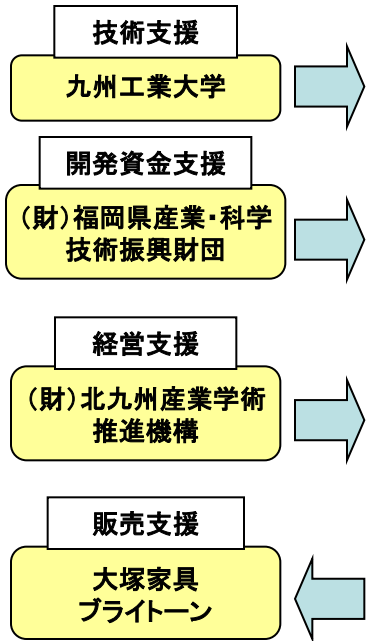 技術支援
九州工業大学
開発資金支援
（財）福岡県産業・科学
技術振興財団
経営支援
（財）北九州産業学術
推進機構
販売支援
大塚家具
ブライトーン